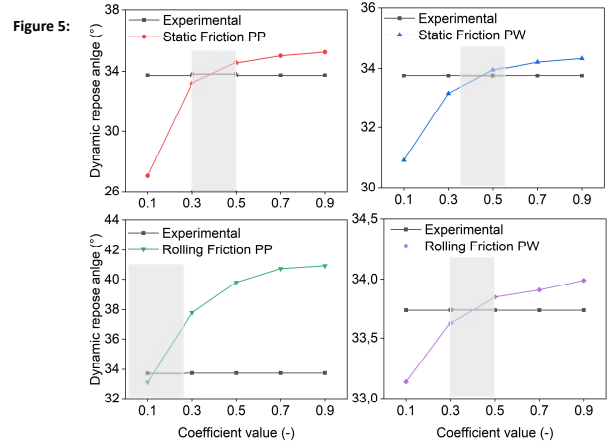 Figure 5:
Dynamic repose anlge (°)
38
34
30
26
Experimental
Static Friction PP
0.1 0.3 0.5 0.7 0.9
36
34
32
30
Experimental
Static Friction PW
0.1 0.3 0.5 0.7 0.9
Dynamic repose anlge (°)
44
42
40
38
36
34
32
Experimental
Rolling Friction PP
0.1 0.3 0.5 0.7 0.9
Coefficient value (-)
34,5
34,0
33,5
33,0
Experimental
Rolling Friction PW
0.1 0.3 0.5 0.7 0.9
Coefficient value (-)